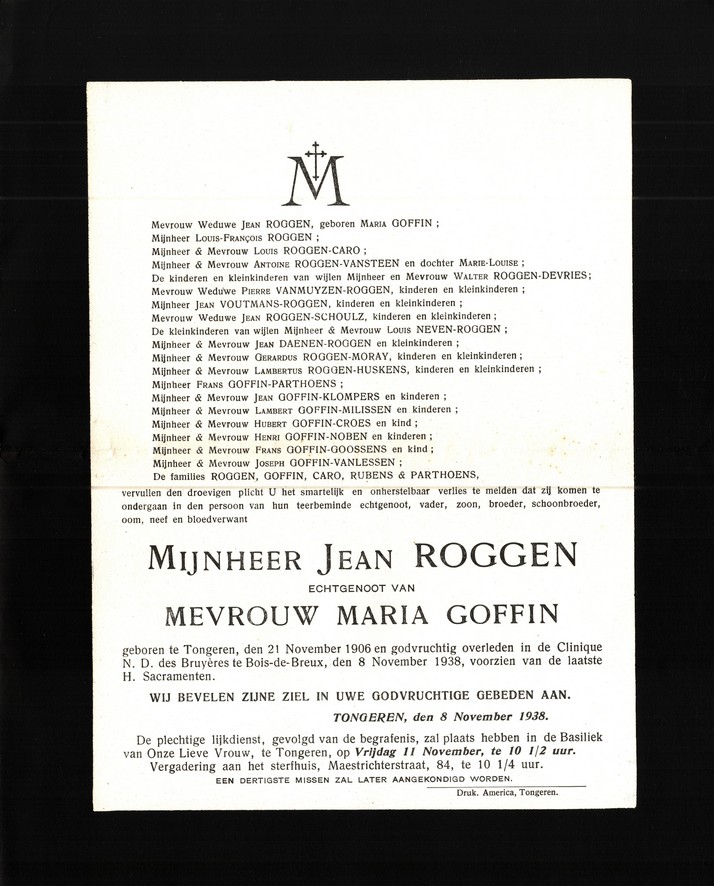 M
Mevrouw Weduwe JEAN ROGGEN, geboren MARIA GOFFIN ;
Mijnheer LOUIS-FRANÇOIS ROGGEN ;
Mijnheer & Mevrouw LOUIS ROGGEN-CARO ;
Mijnheer & Mevrouw ANTOINE ROGGEN-VANSTEEN en dochter MARIE-LOUISE ;
De kinderen en kleinkinderen van wijlen Mijnheer en Mevrouw WALTER ROGGEN-DEVRIES;
Mevrouw Weduwe PIERRE VANMUYZEN-ROGGEN, kinderen en kleinkinderen ;
Mijnheer JEAN VOUTMANS-ROGGEN, kinderen en kleinkinderen ;
Mevrouw Weduwe JEAN ROGGEN-SCHOULZ, kinderen en kleinkinderen ;
De kleinkinderen van wijlen Mijnheer & Mevrouw LOUIS NEVEN-ROGGEN ;
Mijnheer & Mevrouw JEAN DAENEN-ROGGEN en kleinkinderen ;
Mijnheer & Mevrouw GERARDUS ROGGEN-MORAY, kinderen en kleinkinderen ;
Mijnheer & Mevrouw LAMBERTUS ROGGEN-HUSKENS, kinderen en kleinkinderen ;
Mijnheer FRANS GOFFIN-PARTHOENS ;
Mijnheer & Mevrouw JEAN GOFFIN-KLOMPERS en kinderen ;
Mijnheer & Mevrouw LAMBERT GOFFIN-MILISSEN en kinderen ;
Mijnheer & Mevrouw HUBERT GOFFIN-CROES en kind ;
Mijnheer & Mevrouw HENRI GOFFIN-NOBEN en kinderen ;
Mijnheer & Mevrouw FRANS GOFFIN-GOOSSENS en kind ;
Mijnheer & Mevrouw JOSEPH GOFFIN-VANLESSEN ;
De families ROGGEN, GOFFIN, CARO, RUBENS & PARTHOENS,
vervullen den droevigen plicht U het smartelijk en onherstelbaar verlies te melden dat zij komen te
ondergaan in den persoon van hun teerbeminde echtgenoot, vader, zoon, broeder, schoonbroeder,
oom, neef en bloedverwant
MIJNHEER JEAN ROGGEN
ECHTGENOOT VAN
MEVROUW MARIA GOFFIN
geboren te Tongeren, den 21 November 1906 en godvruchtig overleden in de Clinique
N. D. des Bruyères te Bois-de-Breux, den 8 November 1938, voorzien van de laatste
H. Sacramenten.
WIJ BEVELEN ZIJNE ZIEL IN UWE GODVRUCHTIGE GEBEDEN AAN.
TONGEREN, den 8 November 1938.
De plechtige lijkdienst, gevolgd van de begrafenis, zal plaats hebben in de Basiliek
van Onze Lieve Vrouw, te Tongeren, op Vrijdag 11 November, te 10 1/2 uur.
Vergadering aan het sterfhuis, Maestrichterstraat, 84, te 10 1/4 uur.
EEN DERTIGSTE MISSEN ZAL LATER AANGEKONDIGD WORDEN.
Druk. America, Tongeren.